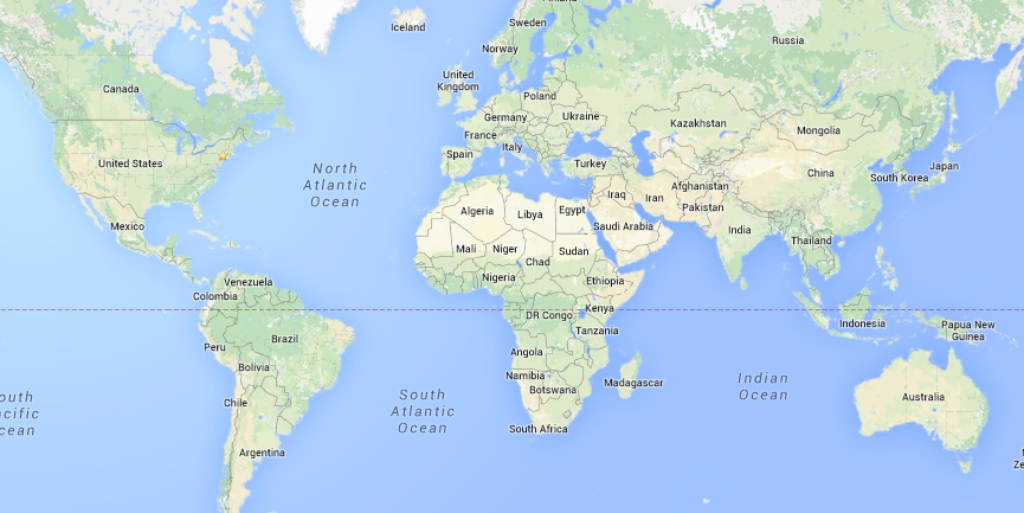 Finland
Iceland
Sweden
Norway
Russia
United
Kingdom
Canada
Poland
Germany
Ukraine
Kazakhstan
Mongolia
France
Italy
Spain
Turkey
United States
North
Atlantic
Ocean
China
Japan
South Korea
Afghanistan
Iraq
Iran
Pakistan
Algeria
Libya
Egypt
Saudi Arabia
India
Mexico
Thailand
Mali
Niger
Sudan
Chad
Nigeria
Ethiopia
Venezuela
Colombia
Kenya
DR Congo
Indonesia
Papua New
Guinea
Tanzania
Brazil
Peru
Angola
Bolivia
Namibia
Botswana
Madagascar
Indian
Ocean
Australia
Chile
South
Atlantic
Ocean
outh
acific
cean
South Africa
Argentina
Ze